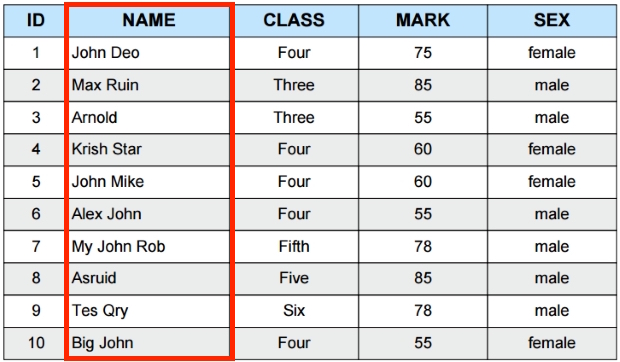 ID NAME CLASS MARK SEX
1 John Deo Four 75 female
2 Max Ruin Three 85 male
3 Arnold Three 55 male
4 Krish Star Four 60 female
5 John Mike Four 60 female
6 Alex John Four 55 male
7 My John Rob Fifth 78 male
8 Asruid Five 85 male
9 Tes Qry Six 78 male
10 Big John Four 55 female